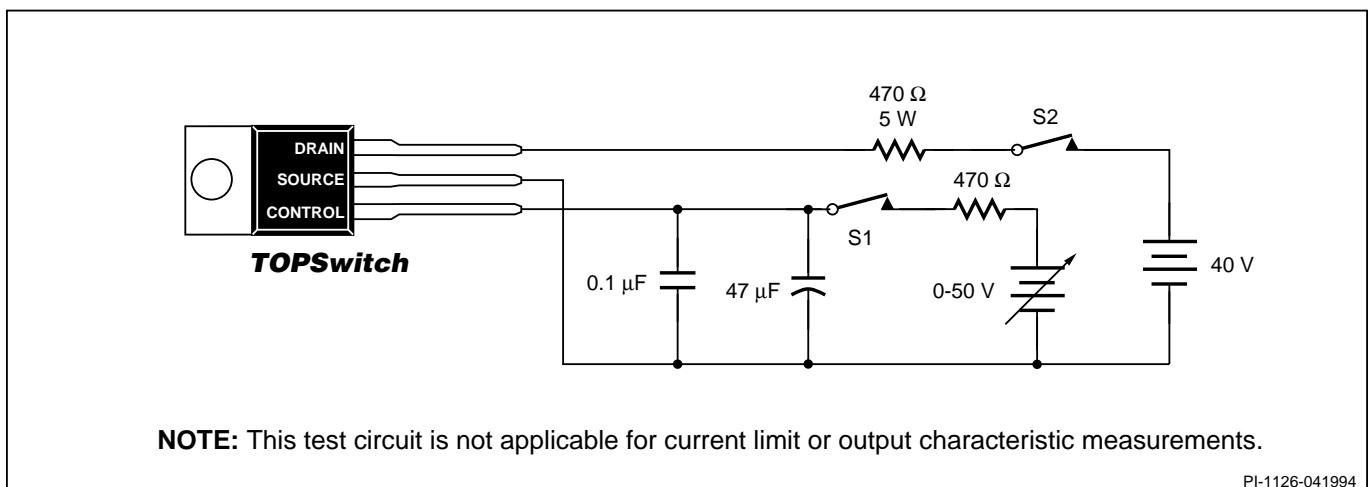 470 Ω
5 W
S2
DRAIN
SOURCE
CONTROL
470 Ω
S1
TOPSwitch
0.1 μF
47 μF
0-50 V
40 V
NOTE: This test circuit is not applicable for current limit or output characteristic measurements.
PI-1126-041994